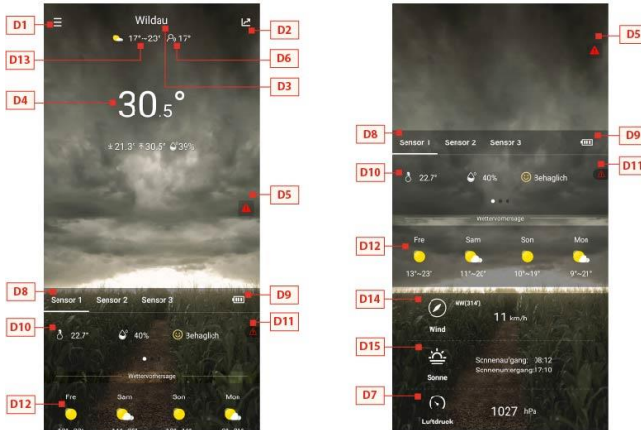 D1
Wildau
D2
17°~23° 17°
D13
D6
D3
D4
30.5°
21.3° 30.5° 39%
D5
D8
Sensor 1 Sensor 2 Sensor 3
D9
D10
22.7° 40% Behaglich
D11
Wettervorhersage
D12
Fre Sam Son Mon
D5
D8
Sensor 1 Sensor 2 Sensor 3
D9
D10
22.7° 40% Behaglich
D11
Wettervorhersage
D12
Fre Sam Son Mon
13°~23° 11°~20° 10°~19° 9°~21°
D14
NW(314°)
Wind
11 km/h
D15
Sonne
Sonnenaufgang: 08:12
Sonnenuntergang: 17:10
D7
Luftdruck
1027 hPa